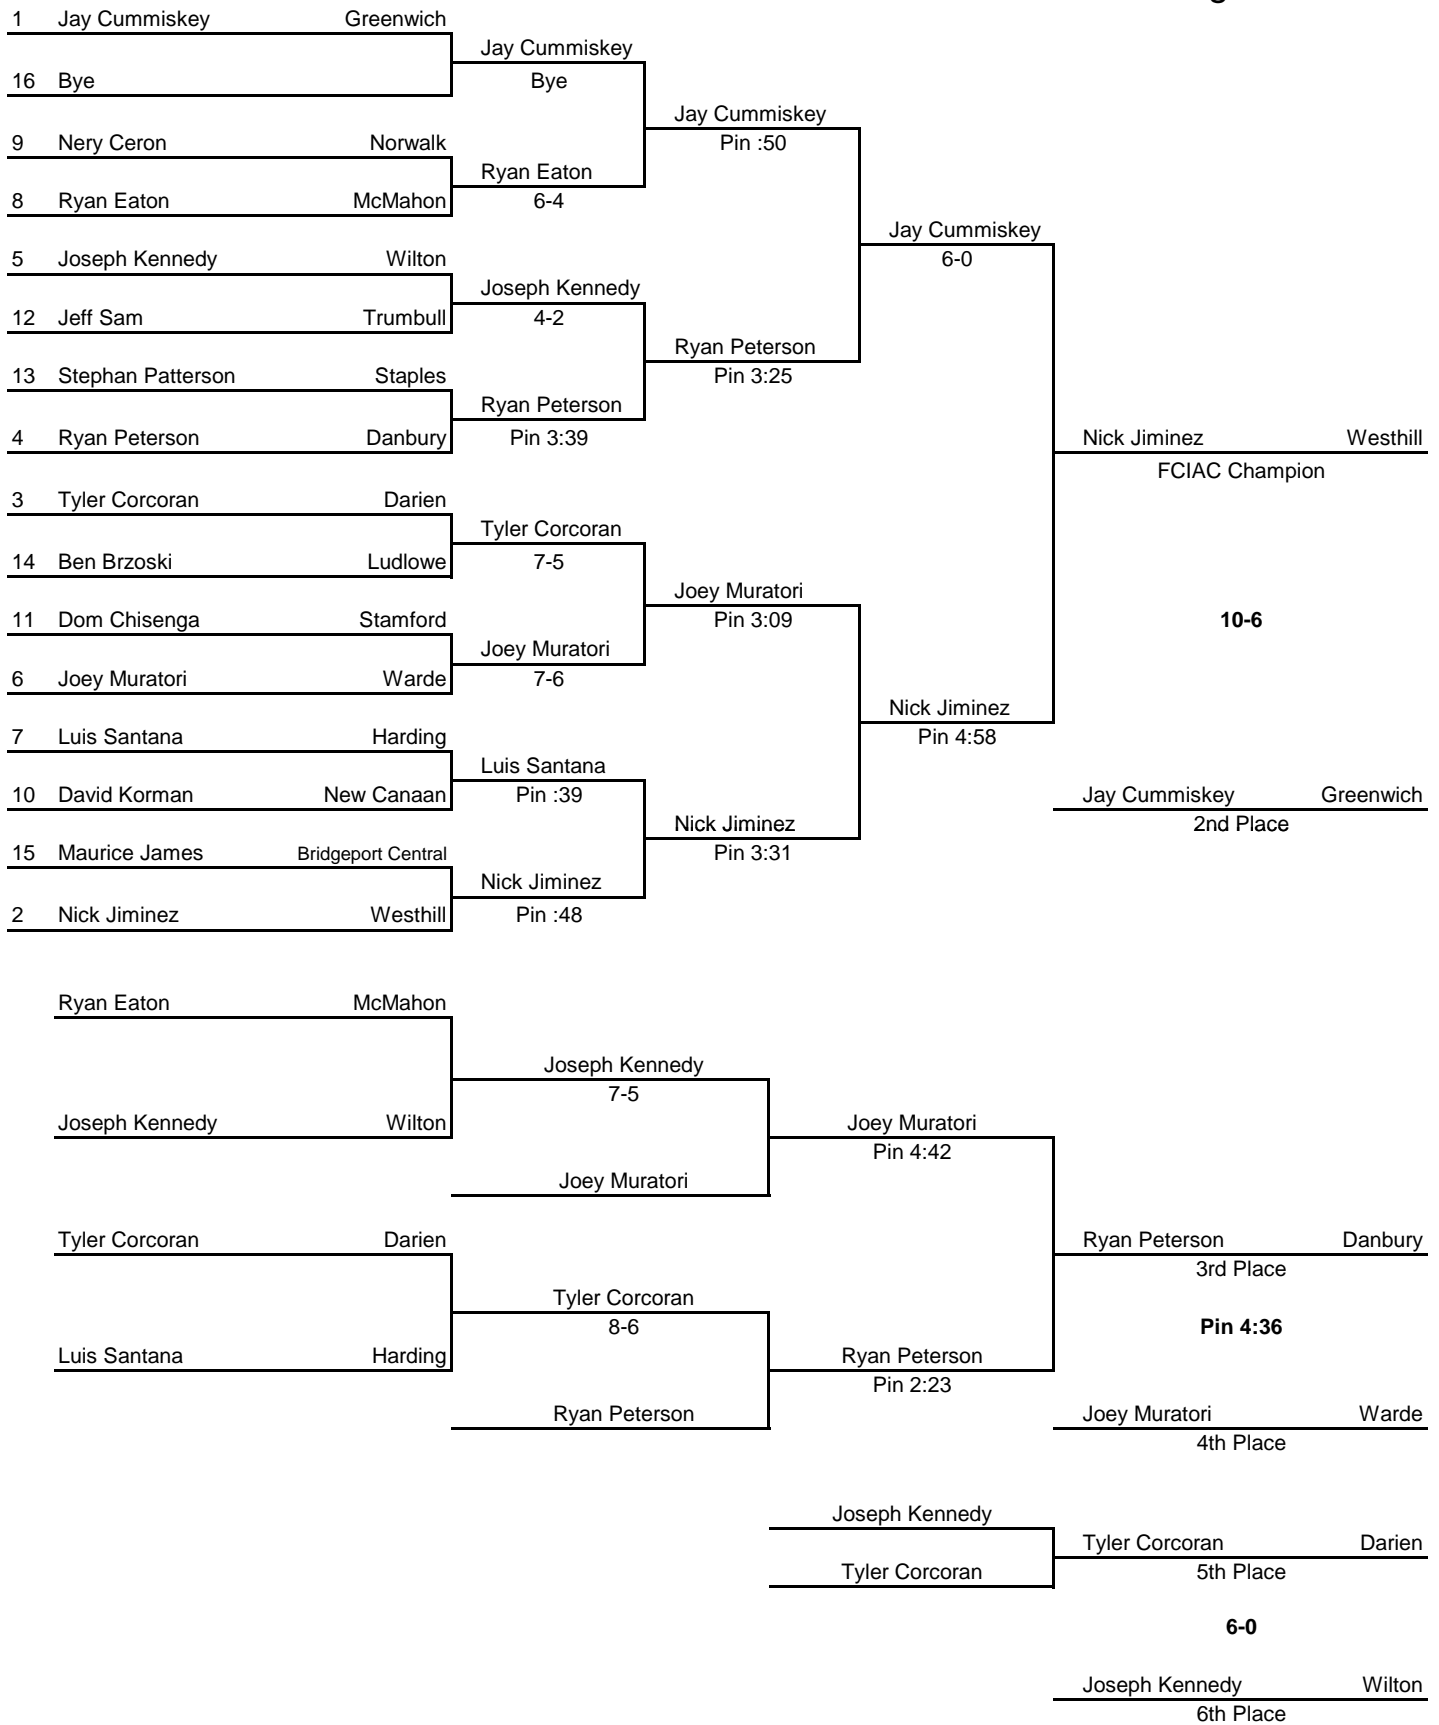 1 Jay Cummiskey Greenwich
Jay Cummiskey
16 Bye Bye
Jay Cummiskey
9 Nery Ceron Norwalk Pin :50
Ryan Eaton
8 Ryan Eaton McMahon 6-4
Jay Cummiskey
5 Joseph Kennedy Wilton 6-0
Joseph Kennedy
12 Jeff Sam Trumbull 4-2
Ryan Peterson
13 Stephan Patterson Staples Pin 3:25
Ryan Peterson
4 Ryan Peterson Danbury Pin 3:39 Nick Jiminez Westhill
FCIAC Champion
3 Tyler Corcoran Darien
Tyler Corcoran
14 Ben Brzoski Ludlowe 7-5
Joey Muratori
11 Dom Chisenga Stamford Pin 3:09 10-6
Joey Muratori
6 Joey Muratori Warde 7-6
Nick Jiminez
7 Luis Santana Harding Pin 4:58
Luis Santana
10 David Korman New Canaan Pin :39 Jay Cummiskey Greenwich
Nick Jiminez 2nd Place
15 Maurice James Bridgeport Central Pin 3:31
Nick Jiminez
2 Nick Jiminez Westhill Pin :48
Ryan Eaton McMahon
Joseph Kennedy
7-5
Joseph Kennedy Wilton Joey Muratori
Pin 4:42
Joey Muratori
Tyler Corcoran Darien Ryan Peterson Danbury
3rd Place
Tyler Corcoran
8-6 Pin 4:36
Luis Santana Harding Ryan Peterson
Pin 2:23
Ryan Peterson Joey Muratori Warde
4th Place
Joseph Kennedy
Tyler Corcoran Darien
Tyler Corcoran 5th Place
6-0
Joseph Kennedy Wilton
6th Place